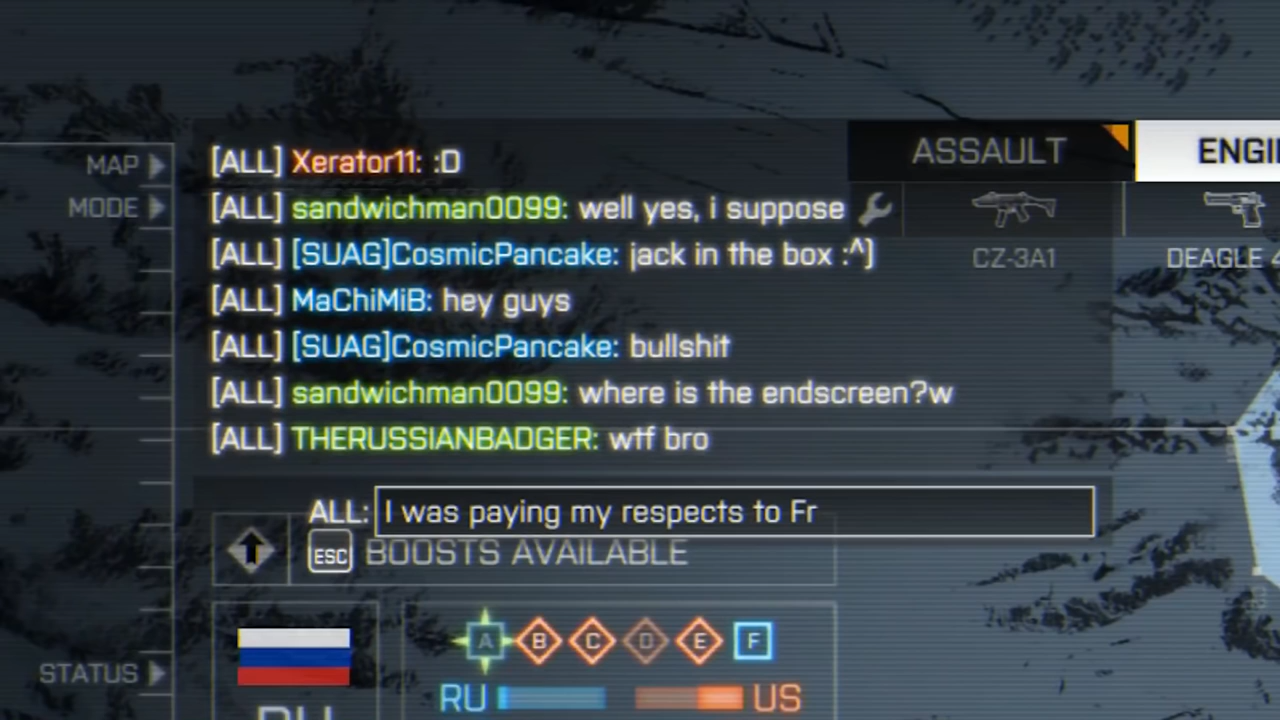 MAP
MODE
[ALL] Xerator11: :D
[ALL] sandwichman0099: well yes, i suppose
[ALL] [SUAG]CosmicPancake: jack in the box :^)
[ALL] MaChiMiB: hey guys
[ALL] [SUAG]CosmicPancake: bullshit
[ALL] sandwichman0099: where is the endscreen?w
[ALL] THERUSSIANBADGER: wtf bro
ALL: I was paying my respects to Fr
ESC BOOSTS AVAILABLE
ASSAULT
CZ-3A1
DEAGLE 4
A B C D E F
STATUS
RU US